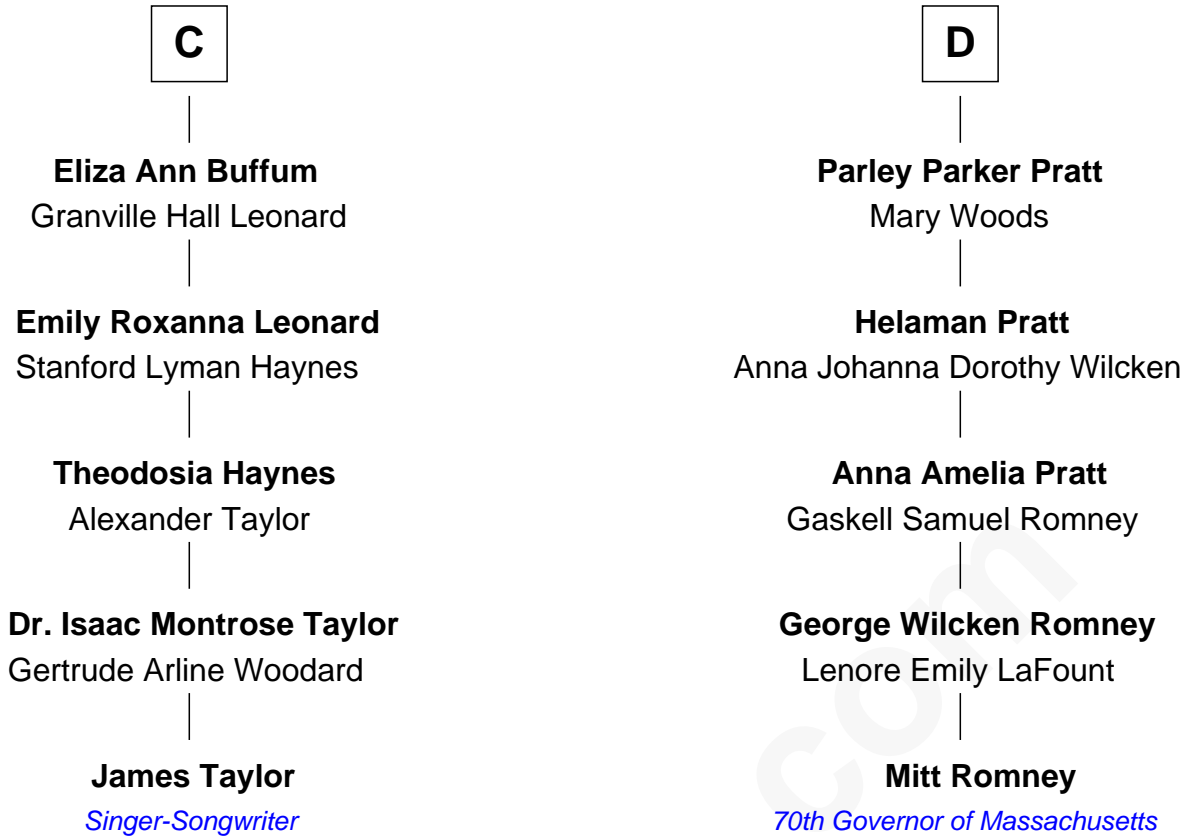 C
Eliza Ann Buffum
Granville Hall Leonard
Emily Roxanna Leonard
Stanford Lyman Haynes
Theodosia Haynes
Alexander Taylor
Dr. Isaac Montrose Taylor
Gertrude Arline Woodard
James Taylor
Singer-Songwriter
D
Parley Parker Pratt
Mary Woods
Helaman Pratt
Anna Johanna Dorothy Wilcken
Anna Amelia Pratt
Gaskell Samuel Romney
George Wilcken Romney
Lenore Emily LaFount
Mitt Romney
70th Governor of Massachusetts
com